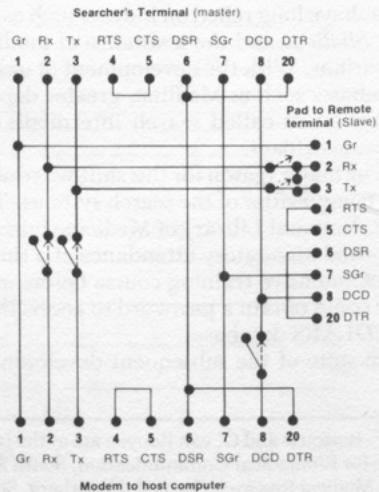 Searcher's Terminal (master)
Gr Rx Tx RTS CTS DSR SGr DCD DTR
1 2 3 4 5 6 7 8 20
Pad to Remote
terminal (Slave)
1 Gr
2 Rx
3 Tx
4 RTS
5 CTS
6 DSR
7 SGr
8 DCD
20 DTR
1 2 3 4 5 6 7 8 20
Gr Rx Tx RTS CTS DSR SGr DCD DTR
Modem to host computer